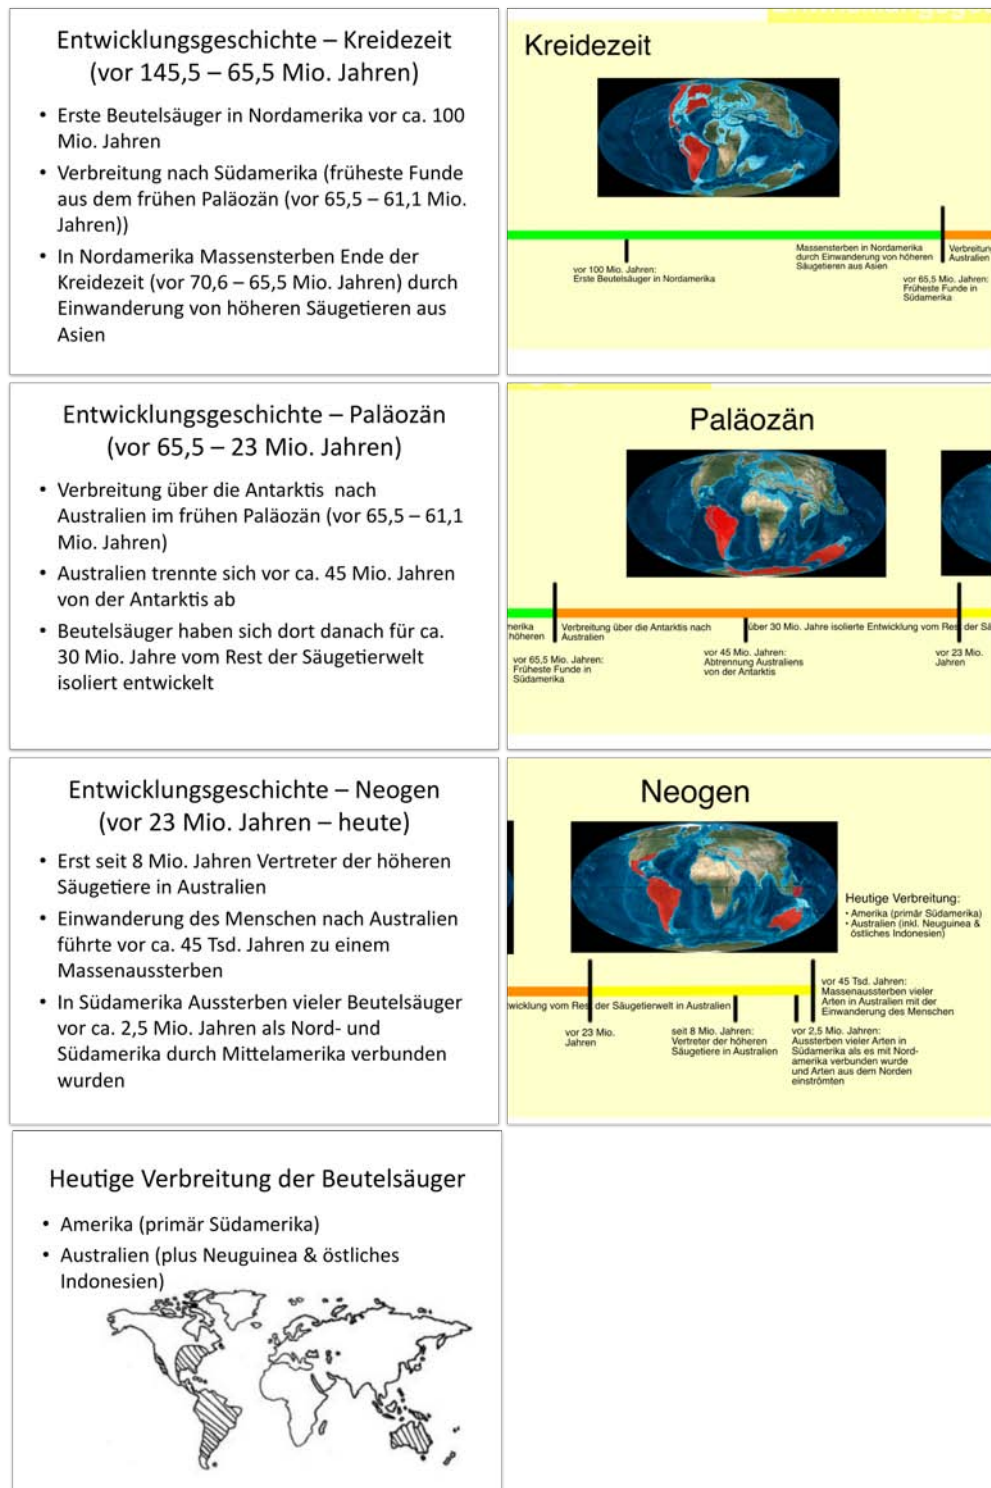 Entwicklungsgeschichte – Kreidezeit
(vor 145,5 – 65,5 Mio. Jahren)
• Erste Beutelsäuger in Nordamerika vor ca. 100
Mio. Jahren
• Verbreitung nach Südamerika (früheste Funde
aus dem frühen Paläozän (vor 65,5 – 61,1 Mio.
Jahren))
• In Nordamerika Massensterben Ende der
Kreidezeit (vor 70,6 – 65,5 Mio. Jahren) durch
Einwanderung von höheren Säugetieren aus
Asien
Kreidezeit
vor 100 Mio. Jahren:
Erste Beutelsäuger in Nordamerika
Massensterben in Nordamerika
durch Einwanderung von höheren
Säugetieren aus Asien
Australien
vor 65,5 Mio. Jahren:
Früheste Funde in
Südamerika
Entwicklungsgeschichte – Paläozän
(vor 65,5 – 23 Mio. Jahren)
• Verbreitung über die Antarktis nach
Australien im frühen Paläozän (vor 65,5 – 61,1
Mio. Jahren)
• Australien trennte sich vor ca. 45 Mio. Jahren
von der Antarktis ab
• Beutelsäuger haben sich dort danach für ca.
30 Mio. Jahre vom Rest der Säugetierwelt
isoliert entwickelt
Paläozän
höheren
Verbreitung über die Antarktis nach
Australien
über 30 Mio. Jahre isolierte Entwicklung vom Rest der
vor 65,5 Mio. Jahren:
Früheste Funde in
Südamerika
vor 45 Mio. Jahren:
Abtrennung Australiens
von der Antarktis
vor 23 Mio.
Jahren
Entwicklungsgeschichte – Neogen
(vor 23 Mio. Jahren – heute)
• Erst seit 8 Mio. Jahren Vertreter der höheren
Säugetiere in Australien
• Einwanderung des Menschen nach Australien
führte vor ca. 45 Tsd. Jahren zu einem
Massenaussterben
• In Südamerika Aussterben vieler Beutelsäuger
vor ca. 2,5 Mio. Jahren als Nord- und
Südamerika durch Mittelamerika verbunden
wurden
Neogen
Heutige Verbreitung:
• Amerika (primär Südamerika)
• Australien (inkl. Neuguinea &
östliches Indonesien)
vom Rest der Säugetierwelt in Australien
vor 23 Mio.
Jahren
seit 8 Mio. Jahren:
Vertreter der höheren
Säugetiere in Australien
vor 2,5 Mio. Jahren:
Aussterben vieler Arten in
Südamerika als es mit Nord-
amerika verbunden wurde
und Arten aus dem Norden
einströmten
vor 45 Tsd. Jahren:
Massenaussterben vieler
Arten in Australien mit der
Einwanderung des Menschen
Heutige Verbreitung der Beutelsäuger
• Amerika (primär Südamerika)
• Australien (plus Neuguinea & östliches
Indonesien)